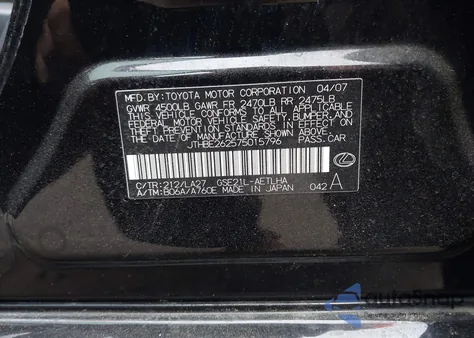 MFD.BY:TOYOTA MOTOR CORPORATION 04/07
GVWR 4500LB GAWR FR 2470LB RR 2475LB
THIS VEHICLE CONFORMS TO ALL APPLICABLE
FEDERAL MOTOR VEHICLE SAFETY, BUMPER, AND
THEFT PREVENTION STANDARDS IN EFFECT ON
THE DATE OF MANUFACTURE SHOWN ABOVE.
JTHBE262575015796 PASS.CAR
C/TR:212/LA27 GSE21L-AETLHA
A/TM:B06A/A760E MADE IN JAPAN 042 A
autoSnap